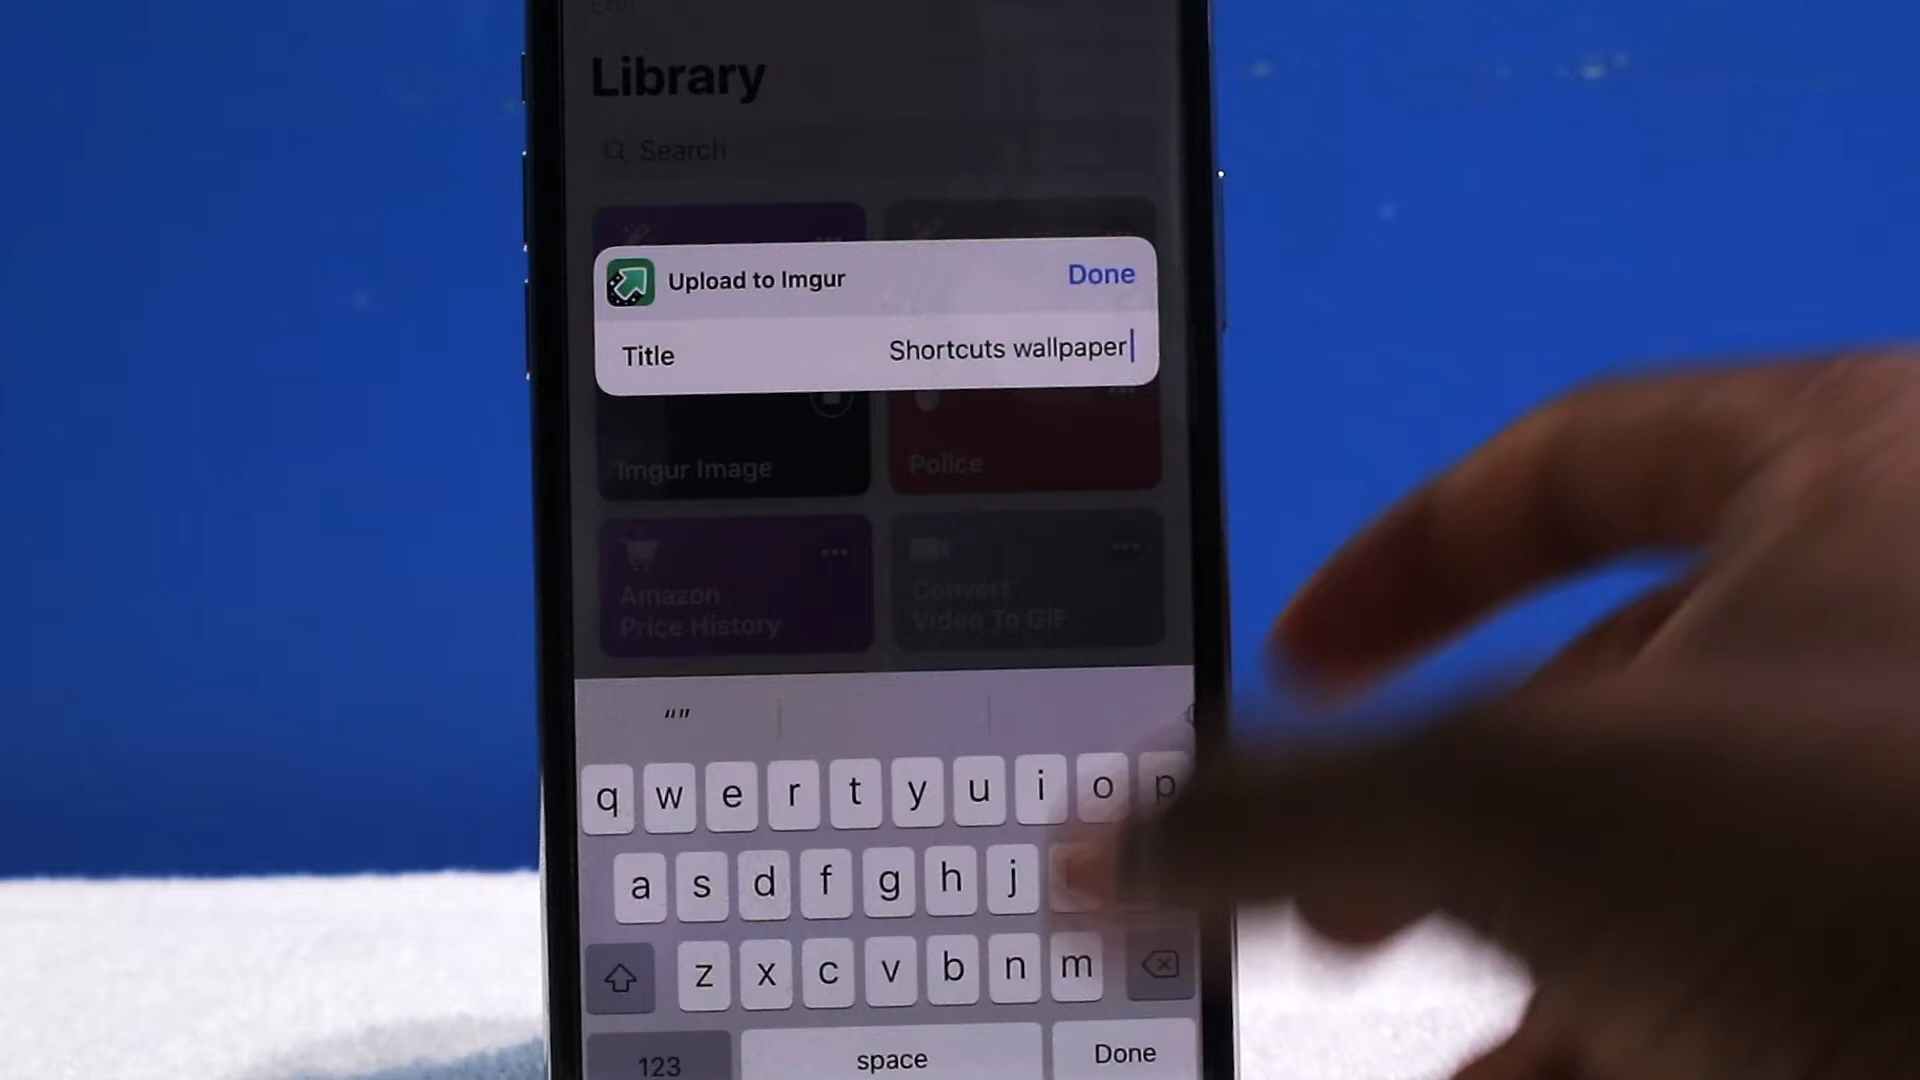 Edit
Library
Search
Upload to Imgur
Done
Title
Shortcuts wallpaper
Imgur Image
Police
Amazon
Price History
Convert
Video To GIF
“”
q w e r t y u i o p
a s d f g h j
z x c v b n m
123
space
Done